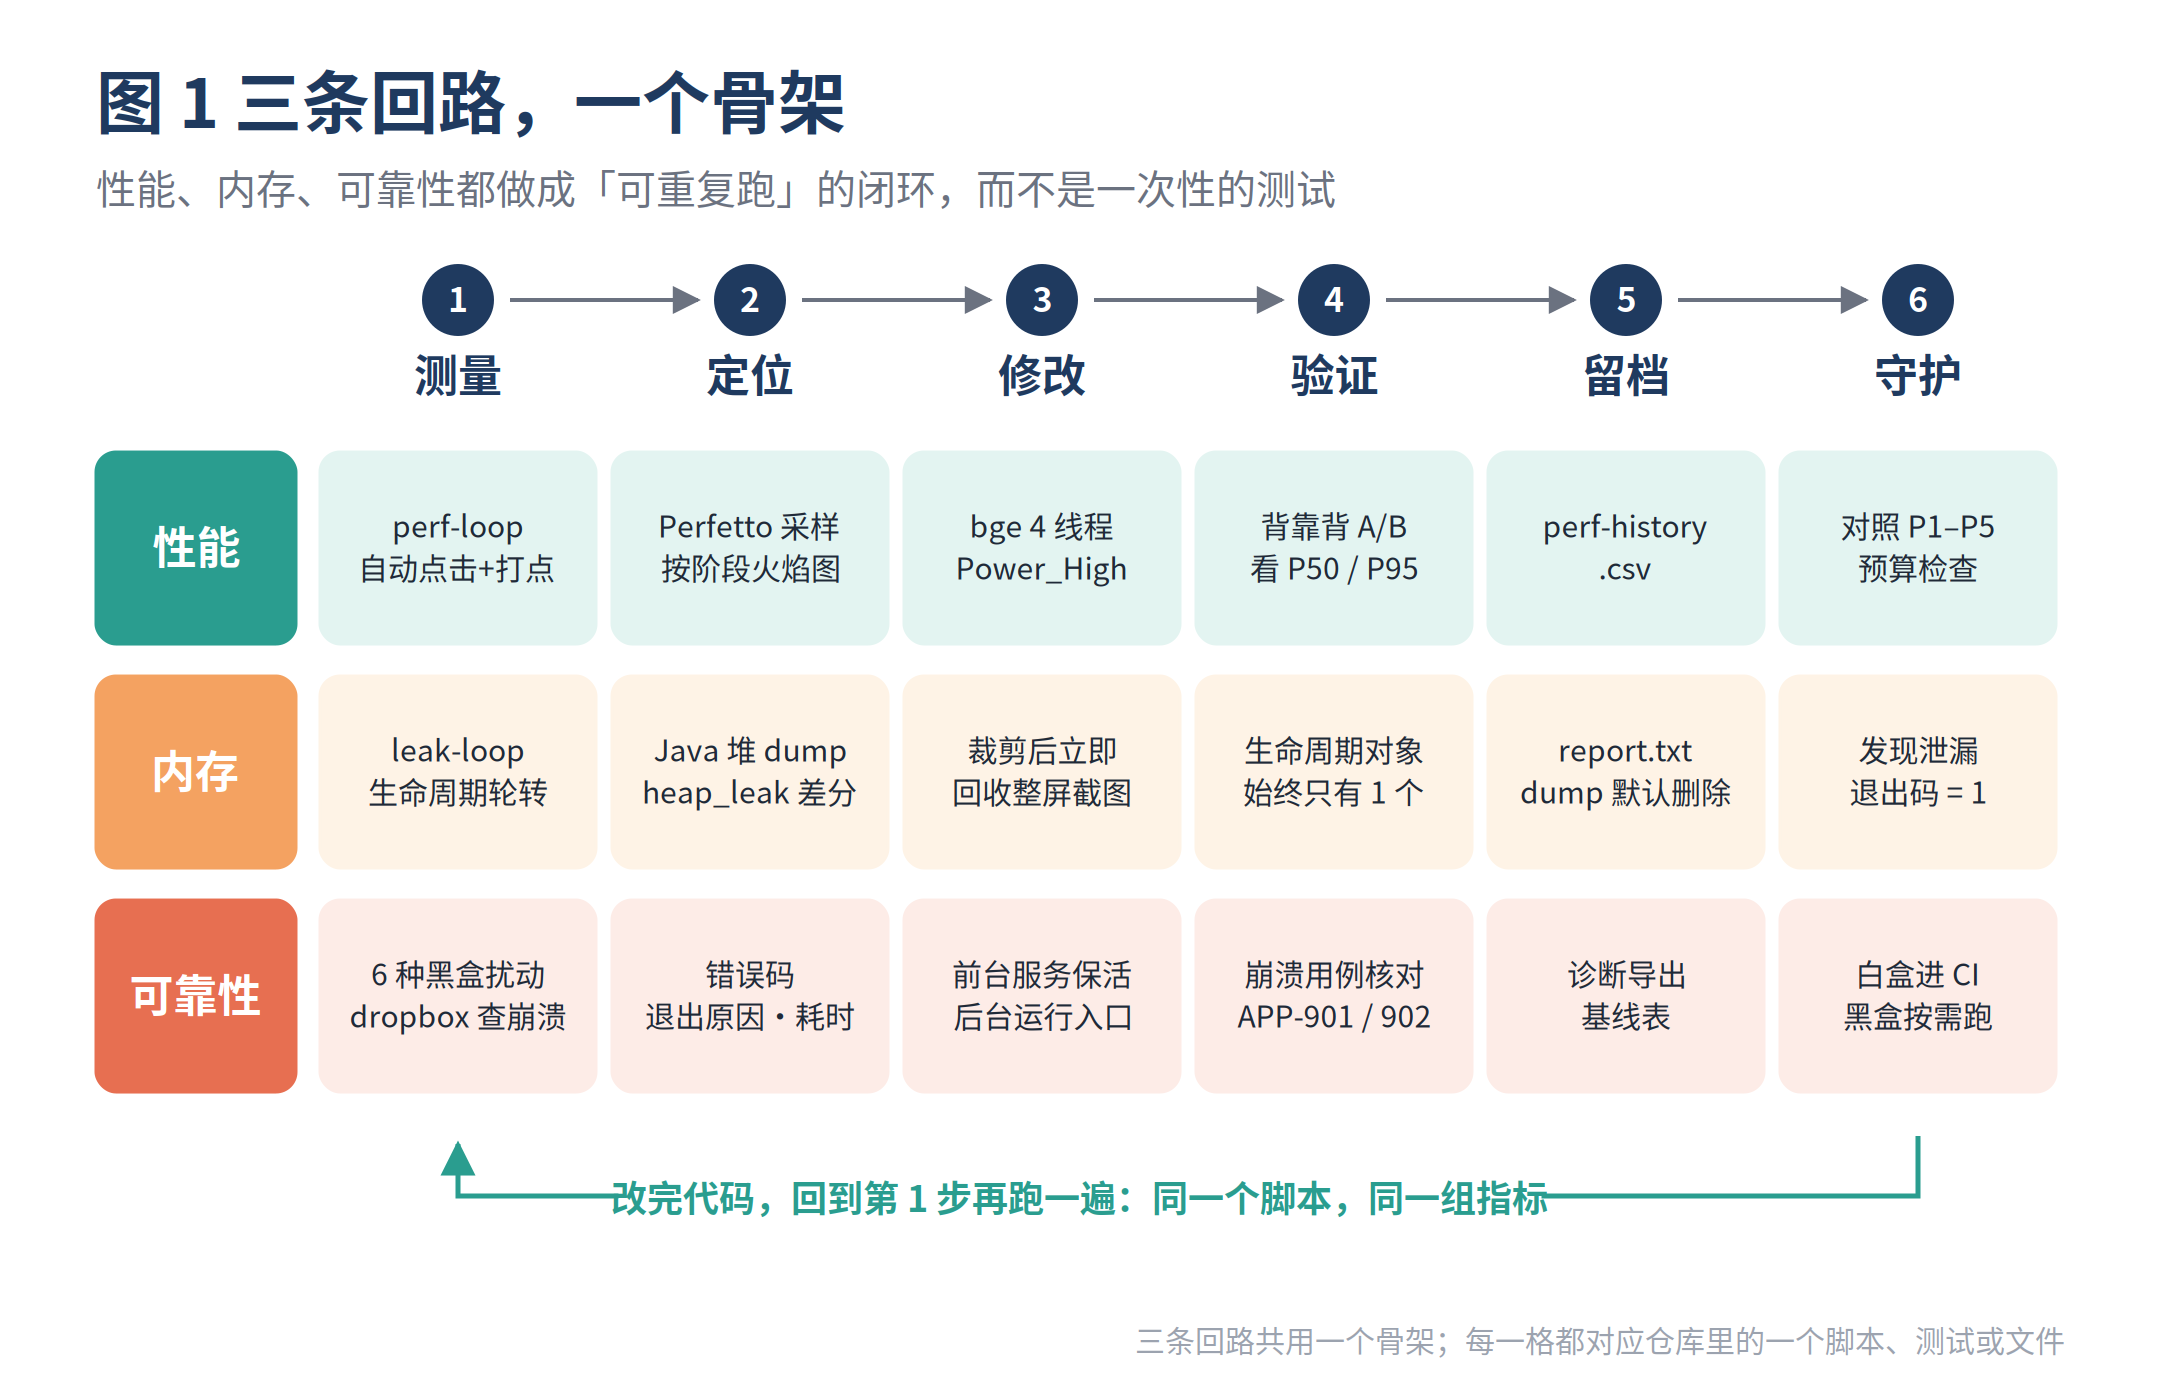 图 1 三条回路，一个骨架
性能、内存、可靠性都做成「可重复跑」的闭环，而不是一次性的测试
1
2
3
4
5
6
测量
定位
修改
验证
留档
守护
性能
perf-loop
自动点击+打点
Perfetto 采样
按阶段火焰图
bge 4 线程
Power_High
背靠背 A/B
看 P50 / P95
perf-history
.csv
对照 P1–P5
预算检查
内存
leak-loop
生命周期轮转
Java 堆 dump
heap_leak 差分
裁剪后立即
回收整屏截图
生命周期对象
始终只有 1 个
report.txt
dump 默认删除
发现泄漏
退出码 = 1
可靠性
6 种黑盒扰动
dropbox 查崩溃
错误码
退出原因・耗时
前台服务保活
后台运行入口
崩溃用例核对
APP-901 / 902
诊断导出
基线表
白盒进 CI
黑盒按需跑
改完代码，回到第 1 步再跑一遍：同一个脚本，同一组指标
三条回路共用一个骨架；每一格都对应仓库里的一个脚本、测试或文件